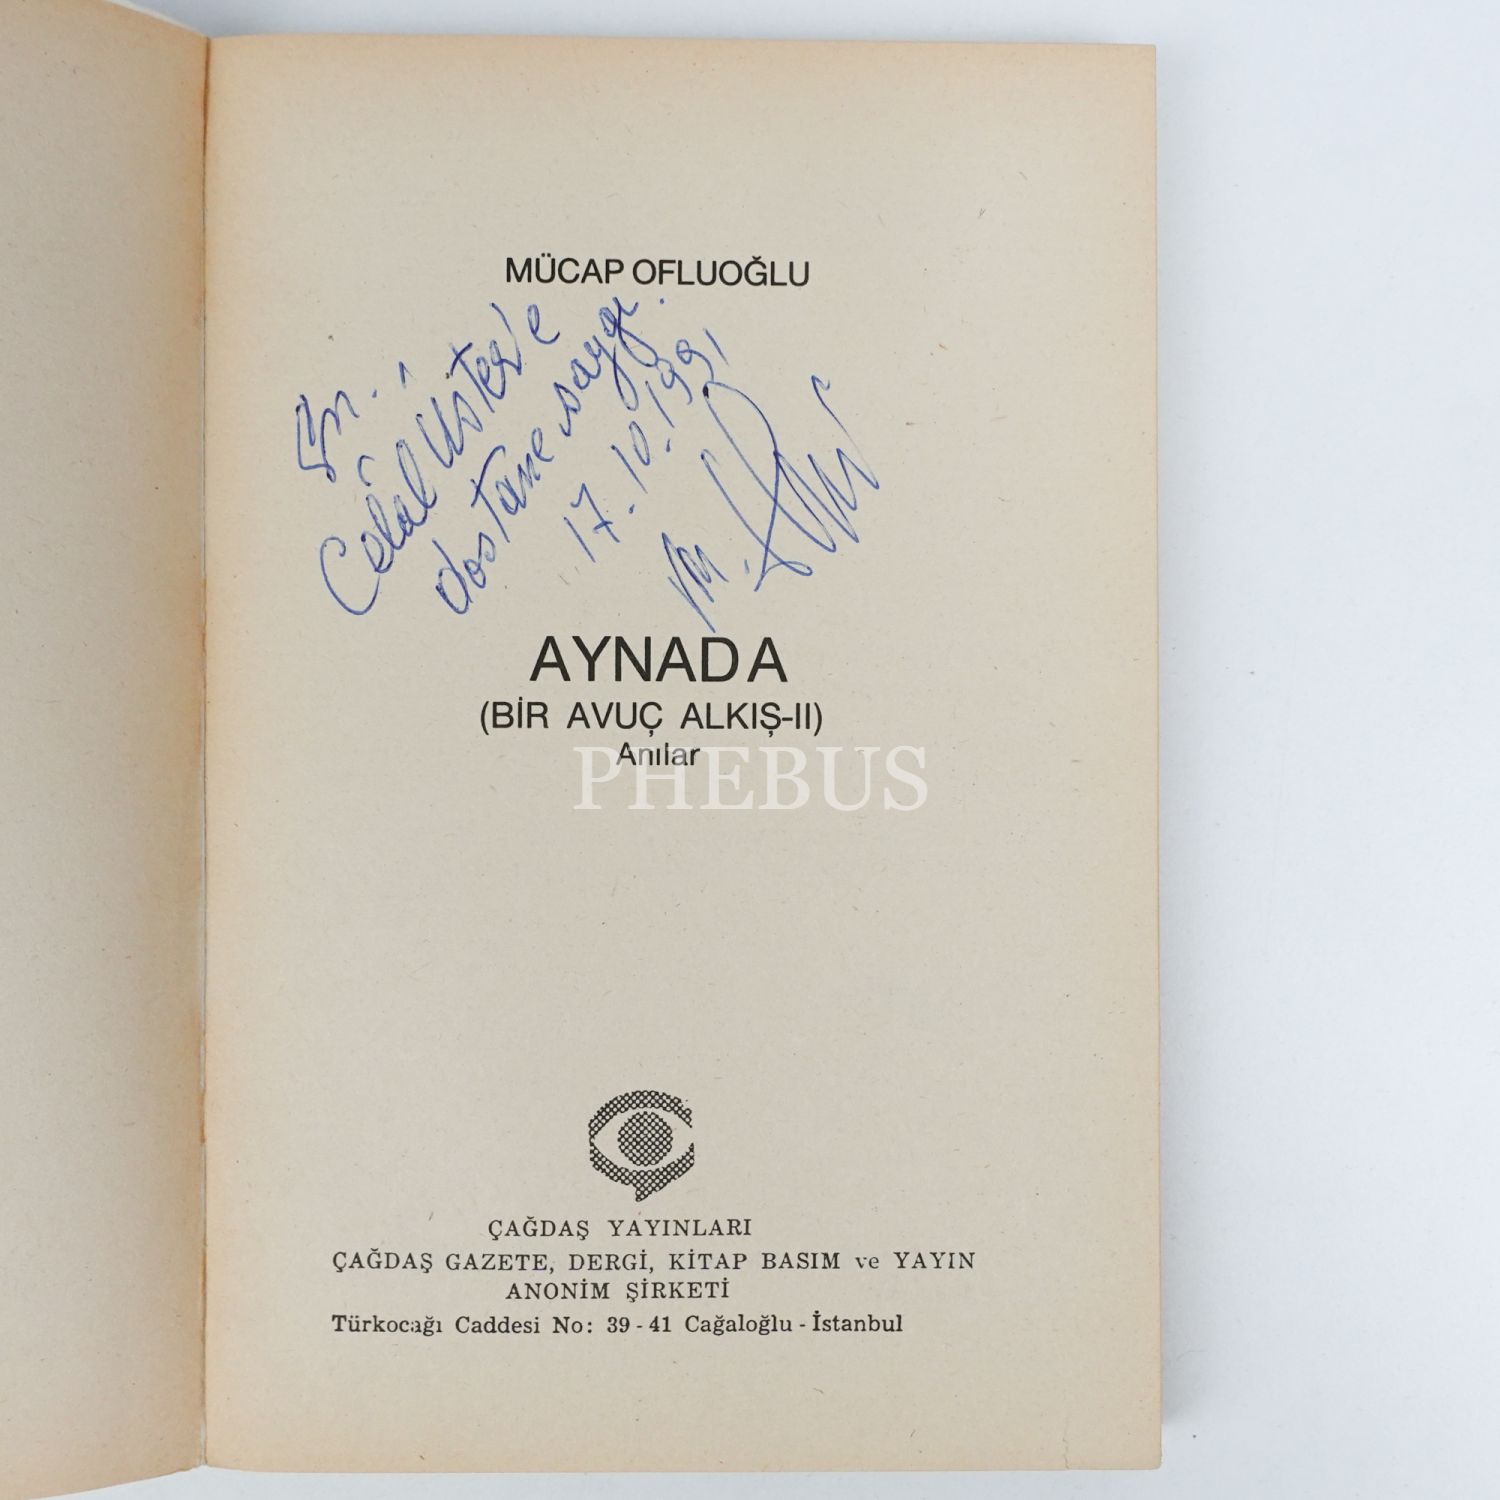 MÜCAP OFLUOĞLU
Sn.
Celâl Üster'e
dostane saygı.
17.10.1991
M.
AYNADA
(BİR AVUÇ ALKIŞ-II)
Anılar
PHEBUS
ÇAĞDAŞ YAYINLARI
ÇAĞDAŞ GAZETE, DERGİ, KİTAP BASIM ve YAYIN
ANONİM ŞİRKETİ
Türkocağı Caddesi No: 39 - 41 Cağaloğlu - İstanbul